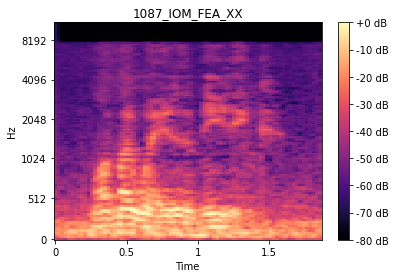 1087_IOM_FEA_XX
+0 dB
8192
-10 dB
4096
-20 dB
-30 dB
2048
Hz
-40 dB
1024
-50 dB
512
-60 dB
-70 dB
0
-80 dB
0
0.5
1
1.5
Time